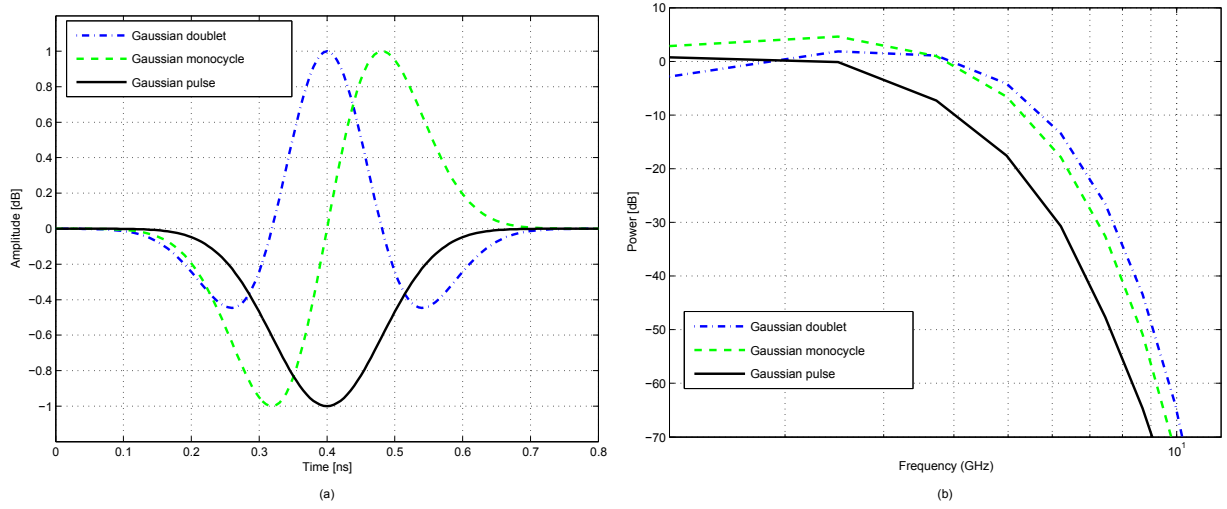 Gaussian doublet
Gaussian monocycle
Gaussian pulse
Amplitude [dB]
1
0.8
0.6
0.4
0.2
0
−0.2
−0.4
−0.6
−0.8
−1
0 0.1 0.2 0.3 0.4 0.5 0.6 0.7 0.8
Time [ns]
(a)
Power [dB]
10
0
−10
−20
−30
−40
−50
−60
−70
Gaussian doublet
Gaussian monocycle
Gaussian pulse
10¹
Frequency (GHz)
(b)